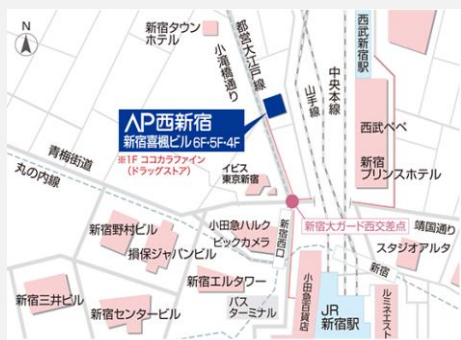 N
新宿タウン
ホテル
都営大江戸線
小滝橋通り
西武新宿駅
中央本線
山手線
AP西新宿
新宿喜楓ビル6F・5F・4F
※1F ココカラファイン
(ドラッグストア)
西武ペペ
新宿
プリンスホテル
青梅街道
丸の内線
イビス
東京新宿
新宿大ガード西交差点
靖国通り
新宿野村ビル
損保ジャパンビル
小田急ハルク
ビックカメラ
新宿西口
スタジオアルタ
新宿
新宿エルタワー
新宿三井ビル
新宿センタービル
バス
ターミナル
小田急百貨店
JR
新宿駅
ルミネエスト